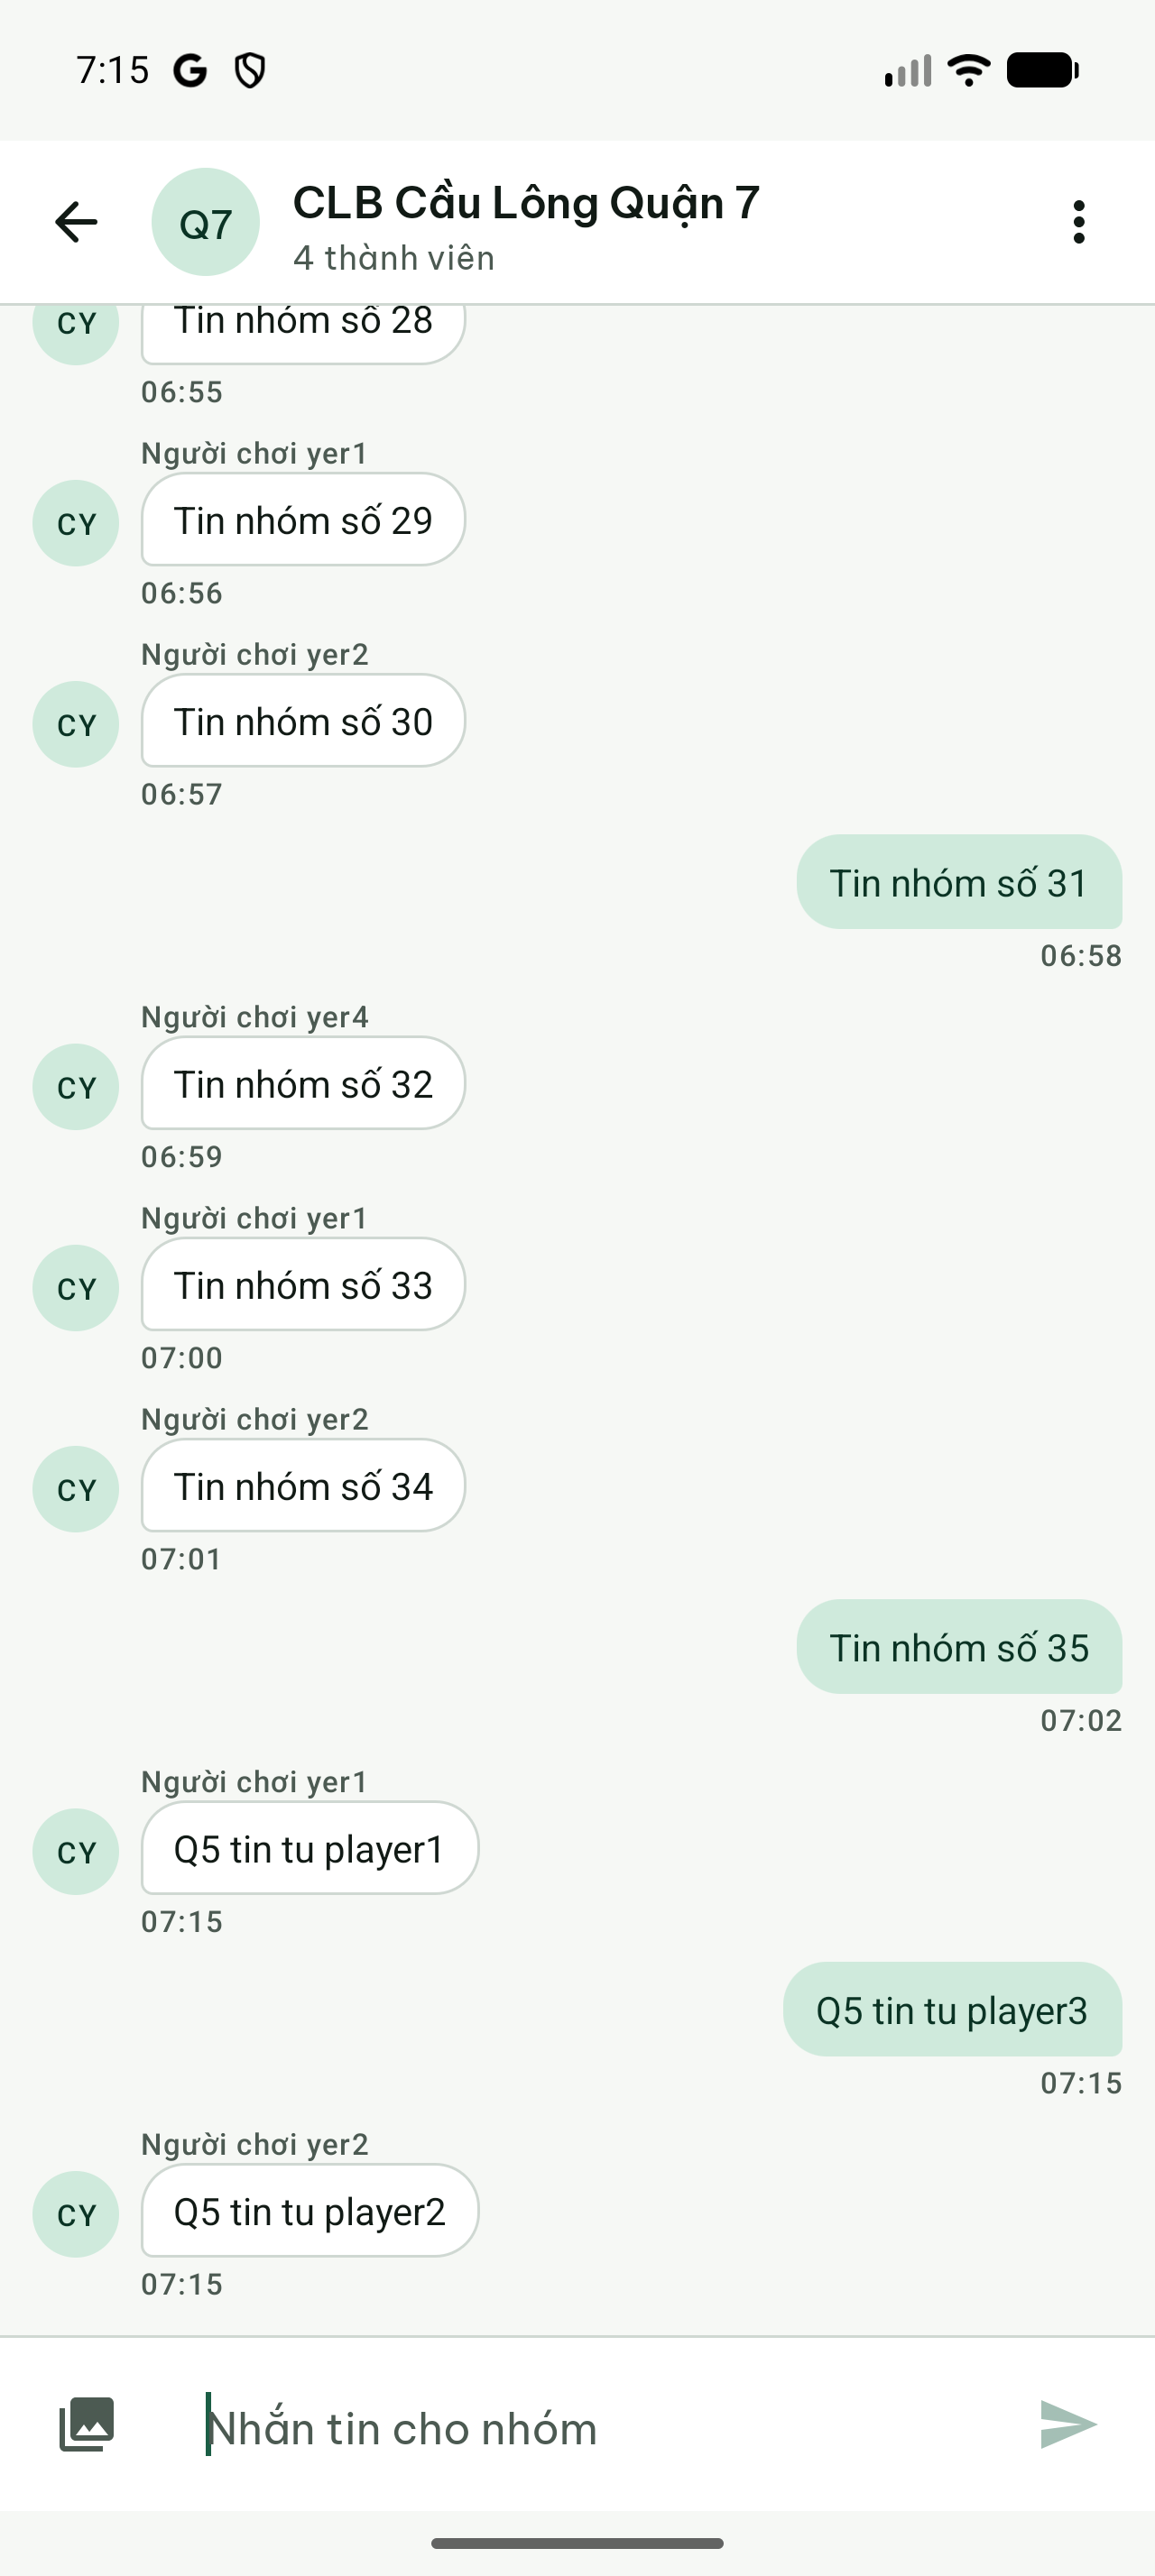 7:15
Q7
CLB Cầu Lông Quận 7
4 thành viên
CY
Tin nhóm số 28
06:55
Người chơi yer1
CY
Tin nhóm số 29
06:56
Người chơi yer2
CY
Tin nhóm số 30
06:57
Tin nhóm số 31
06:58
Người chơi yer4
CY
Tin nhóm số 32
06:59
Người chơi yer1
CY
Tin nhóm số 33
07:00
Người chơi yer2
CY
Tin nhóm số 34
07:01
Tin nhóm số 35
07:02
Người chơi yer1
CY
Q5 tin tu player1
07:15
Q5 tin tu player3
07:15
Người chơi yer2
CY
Q5 tin tu player2
07:15
Nhắn tin cho nhóm